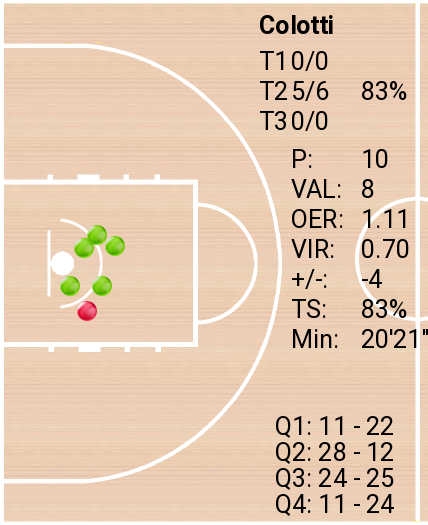 Colotti
T1 0/0
T2 5/6 83%
T3 0/0
P: 10
VAL: 8
OER: 1.11
VIR: 0.70
+/-: -4
TS: 83%
Min: 20'21"
Q1: 11 - 22
Q2: 28 - 12
Q3: 24 - 25
Q4: 11 - 24